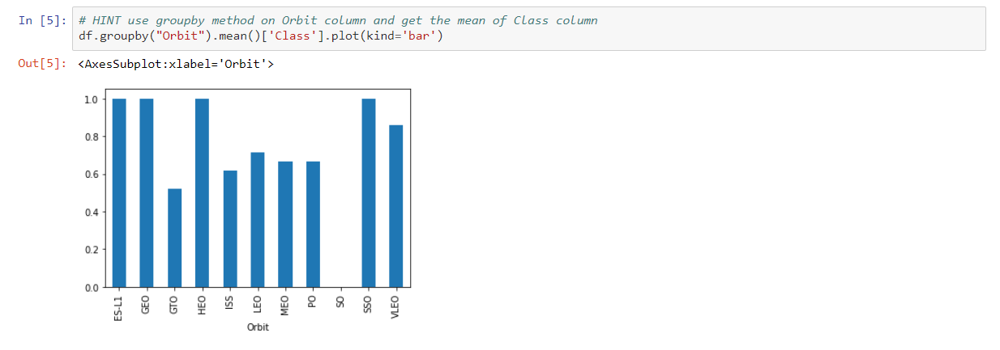 In [5]: # HINT use groupby method on Orbit column and get the mean of Class column
df.groupby("Orbit").mean()['Class'].plot(kind='bar')
Out[5]: <AxesSubplot:xlabel='Orbit'>
1.0
0.8
0.6
0.4
0.2
0.0
ES-L1 GEO GTO HEO ISS LEO MEO PO SO SSO VLEO
Orbit